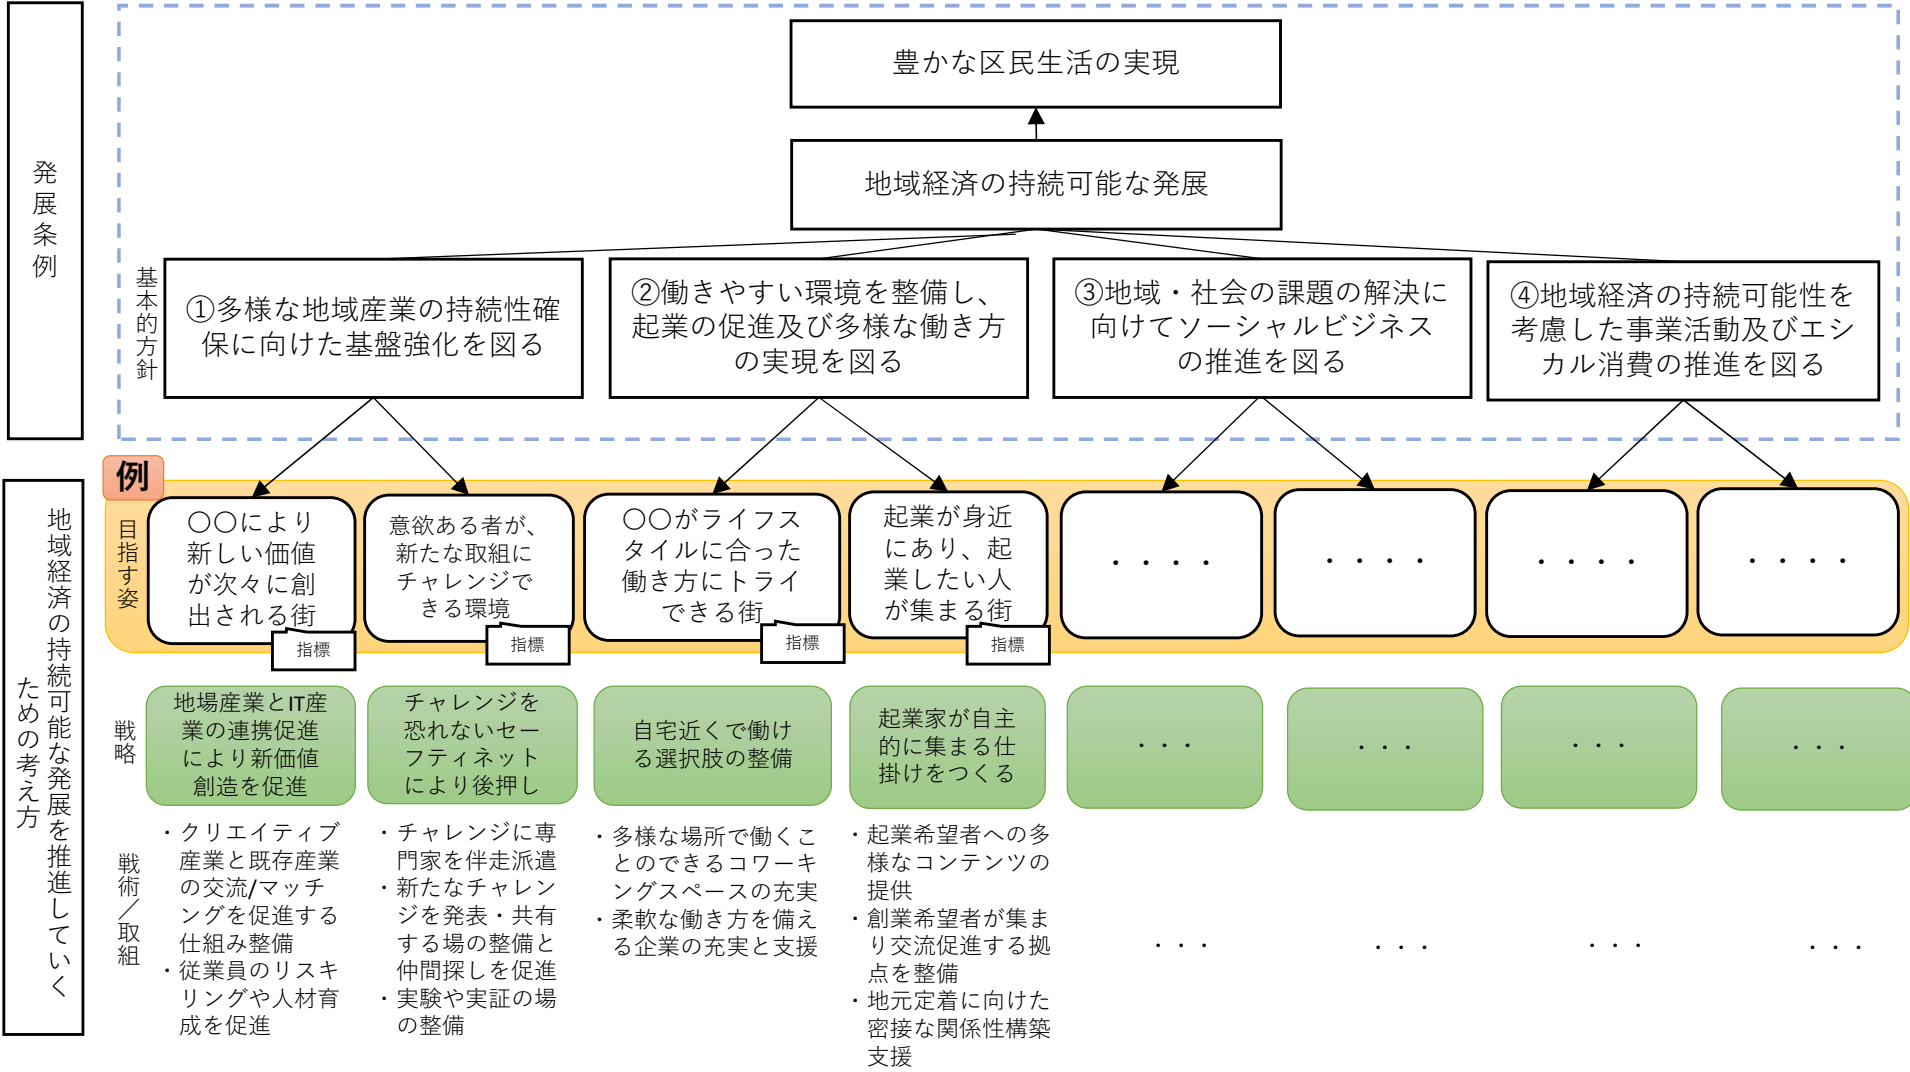 発展条例
豊かな区民生活の実現
地域経済の持続可能な発展
基本的方針
①多様な地域産業の持続性確
保に向けた基盤強化を図る
②働きやすい環境を整備し、
起業の促進及び多様な働き方
の実現を図る
③地域・社会の課題の解決に
向けてソーシャルビジネス
の推進を図る
④地域経済の持続可能性を
考慮した事業活動及びエシ
カル消費の推進を図る
地域経済の持続可能な発展を推進していく
ための考え方
例
目指す姿
〇〇により
新しい価値
が次々に創
出される街
指標
意欲ある者が、
新たな取組に
チャレンジで
きる環境
指標
〇〇がライフス
タイルに合った
働き方にトライ
できる街
指標
起業が身近
にあり、起
業したい人
が集まる街
指標
・・・・
・・・・
・・・・
・・・・
戦略
地場産業とIT産
業の連携促進
により新価値
創造を促進
チャレンジを
恐れないセー
フティネット
により後押し
自宅近くで働け
る選択肢の整備
起業家が自主
的に集まる仕
掛けをつくる
・・・
・・・
・・・
・・・
戦術／取組
・クリエイティブ
産業と既存産業
の交流/マッチ
ングを促進する
仕組み整備
・従業員のリスキ
リングや人材育
成を促進
・チャレンジに専
門家を伴走派遣
・新たなチャレン
ジを発表・共有
する場の整備と
仲間探しを促進
・実験や実証の場
の整備
・多様な場所で働くこ
とのできるコワーキ
ングスペースの充実
・柔軟な働き方を備え
る企業の充実と支援
・起業希望者への多
様なコンテンツの
提供
・創業希望者が集ま
り交流促進する拠
点を整備
・地元定着に向けた
密接な関係性構築
支援
・・・
・・・
・・・
・・・